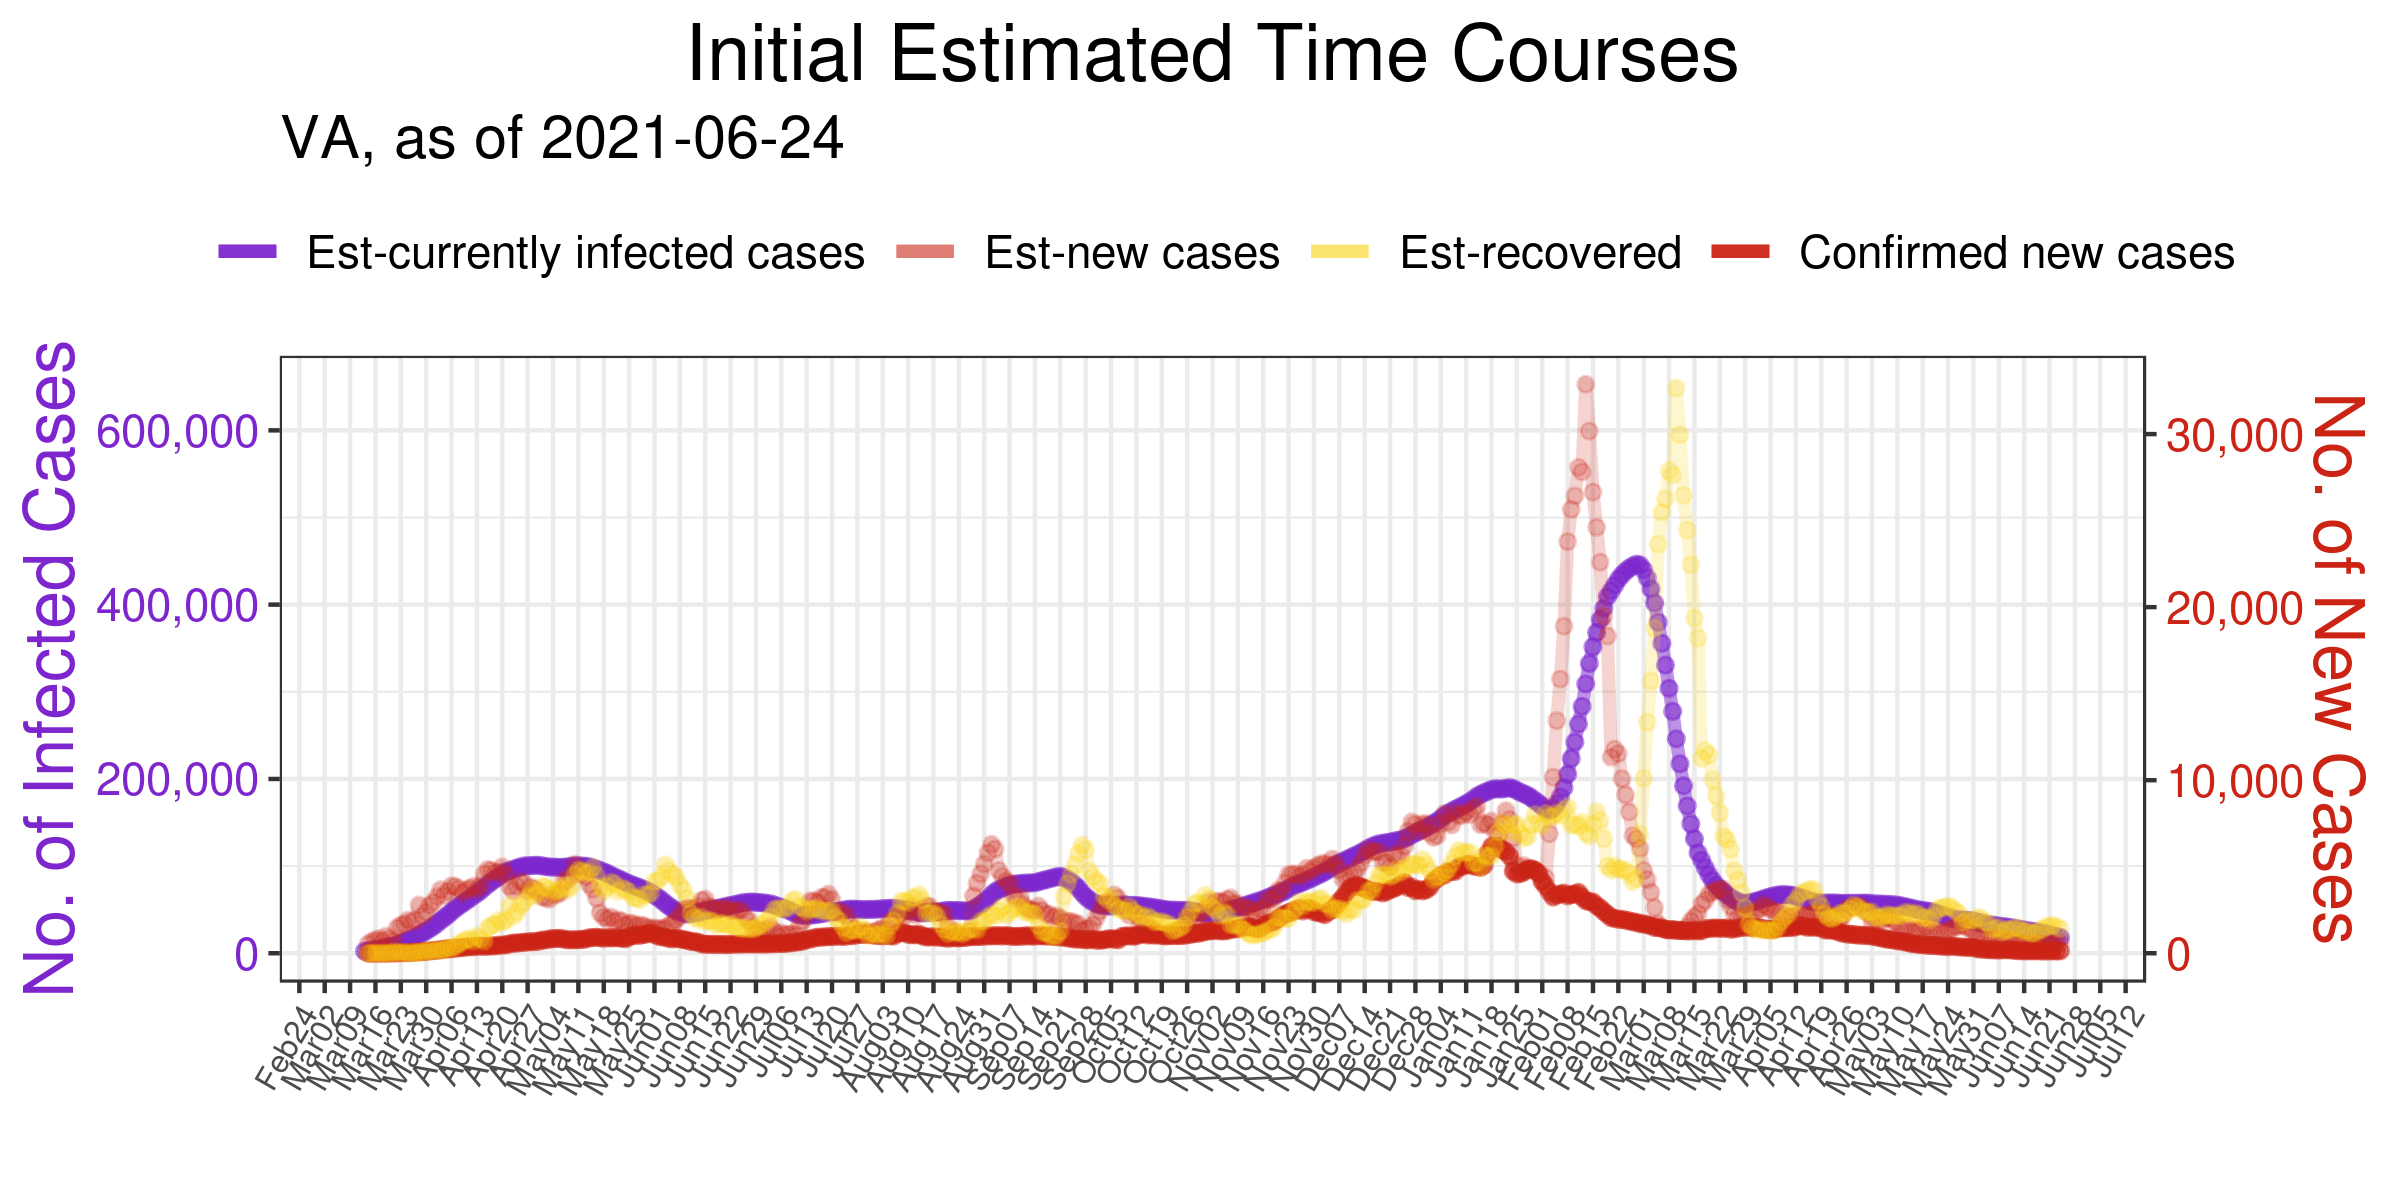 Initial Estimated Time Courses
VA, as of 2021-06-24
Est-currently infected cases
Est-new cases
Est-recovered
Confirmed new cases
No. of Infected Cases
600,000
400,000
200,000
0
30,000
20,000
10,000
0
No. of New Cases
Feb24
Mar02
Mar09
Mar16
Mar23
Mar30
Apr06
Apr13
Apr20
Apr27
May04
May11
May18
May25
Jun01
Jun08
Jun15
Jun22
Jun29
Jul06
Jul13
Jul20
Jul27
Aug03
Aug10
Aug17
Aug24
Aug31
Sep07
Sep14
Sep21
Sep28
Oct05
Oct12
Oct19
Oct26
Nov02
Nov09
Nov16
Nov23
Nov30
Dec07
Dec14
Dec21
Dec28
Jan04
Jan11
Jan18
Jan25
Feb01
Feb08
Feb15
Feb22
Mar01
Mar08
Mar15
Mar22
Mar29
Apr05
Apr12
Apr19
Apr26
May03
May10
May17
May24
May31
Jun07
Jun14
Jun21
Jun28
Jul05
Jul12